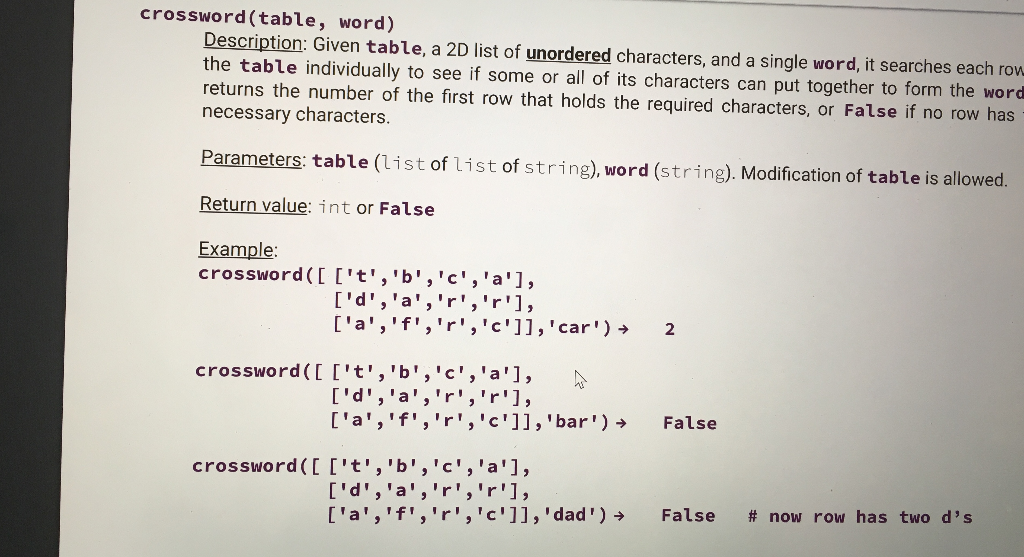 crossword(table, word)
Description: Given table, a 2D list of unordered characters, and a single word, it searches each row
the table individually to see if some or all of its characters can put together to form the word
returns the number of the first row that holds the required characters, or False if no row has
necessary characters.
Parameters: table (list of list of string), word (string). Modification of table is allowed.
Return value: int or False
Example:
crossword([ ['t','b','c','a'],
['d','a','r','r'],
['a','f','r','c']],'car') → 2
crossword([ ['t','b','c','a'],
['d','a','r','r'],
['a','f','r','c']],'bar') → False
crossword([ ['t','b','c','a'],
['d','a','r','r'],
['a','f','r','c']],'dad') → False # now row has two d's